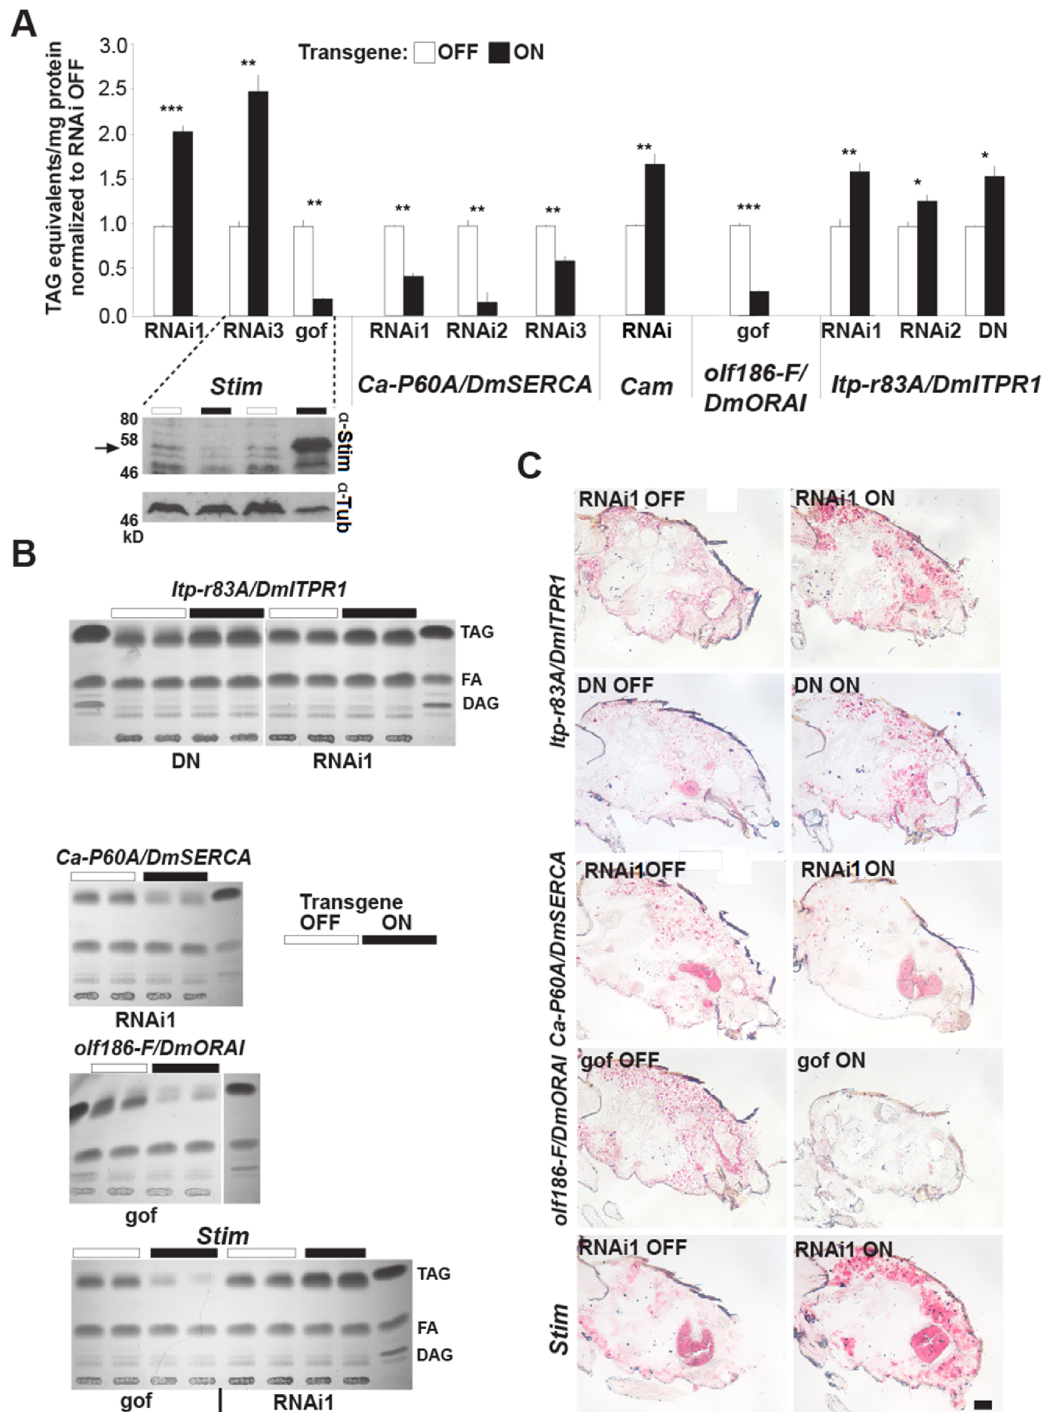 A
TAG equivalents/mg protein
normalized to RNAi OFF
3.0
2.5
2.0
1.5
1.0
0.5
0.0
Transgene: OFF ON
***
**
**
**
**
**
**
***
**
*
*
RNAi1 RNAi3 gof RNAi1 RNAi2 RNAi3 RNAi gof RNAi1 RNAi2 DN
Stim
Ca-P60A/DmSERCA
Cam
olf186-F/
DmORAI
Itp-r83A/DmITPR1
80
58
46
α-Stim
46
kD
α-Tub
B
Itp-r83A/DmITPR1
TAG
FA
DAG
DN RNAi1
Ca-P60A/DmSERCA
RNAi1
Transgene
OFF ON
olf186-F/DmORAI
gof
Stim
TAG
FA
DAG
gof RNAi1
C
Itp-r83A/DmITPR1
RNAi1 OFF RNAi1 ON
DN OFF DN ON
Ca-P60A/DmSERCA
RNAi1 OFF RNAi1 ON
olf186-F/DmORAI
gof OFF gof ON
Stim
RNAi1 OFF RNAi1 ON